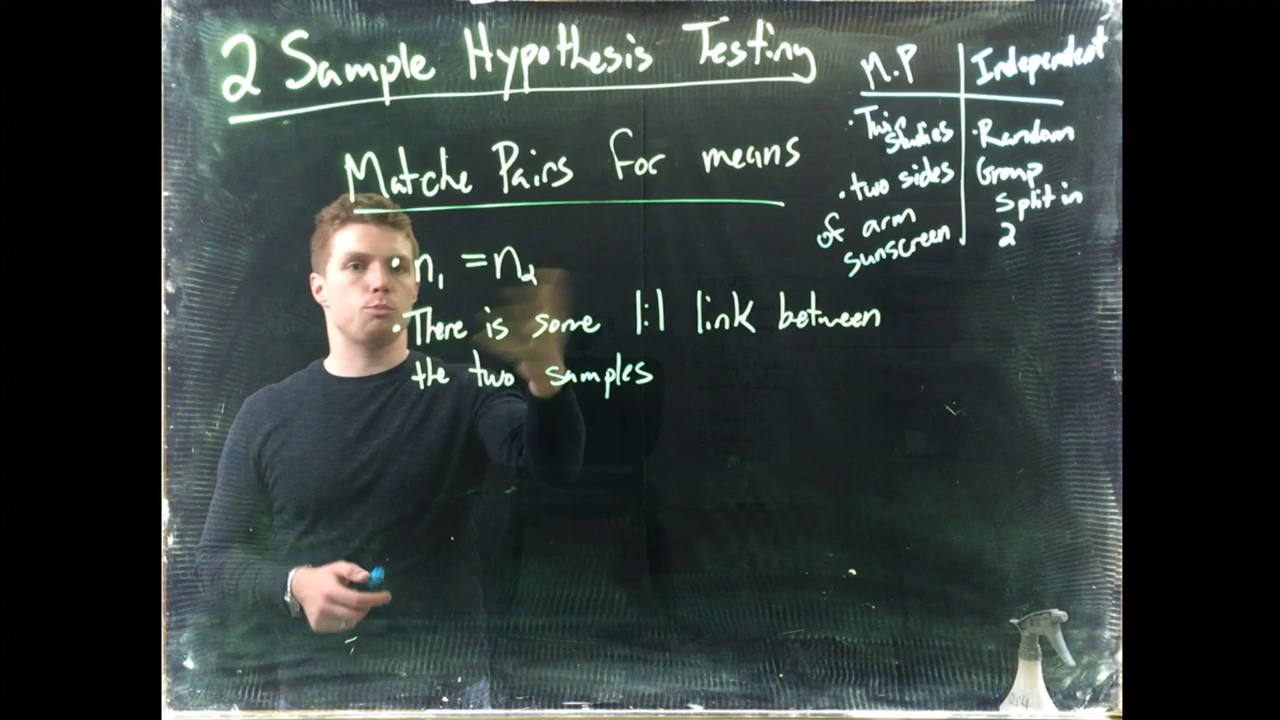 2 Sample Hypothesis Testing
Matche Pairs for means
• n₁ = n₂
• There is some 1:1 link between
the two samples
M.P
• Twin
studies
• two sides
of arm
sunscreen
Independent
• Random
Group
split in
2